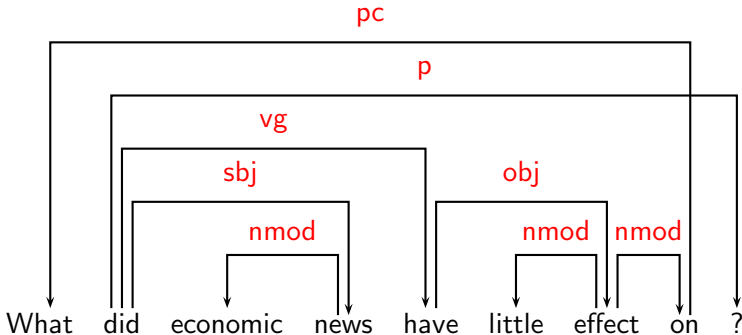 pc
p
vg
sbj obj
nmod nmod nmod
What did economic news have little effect on ?